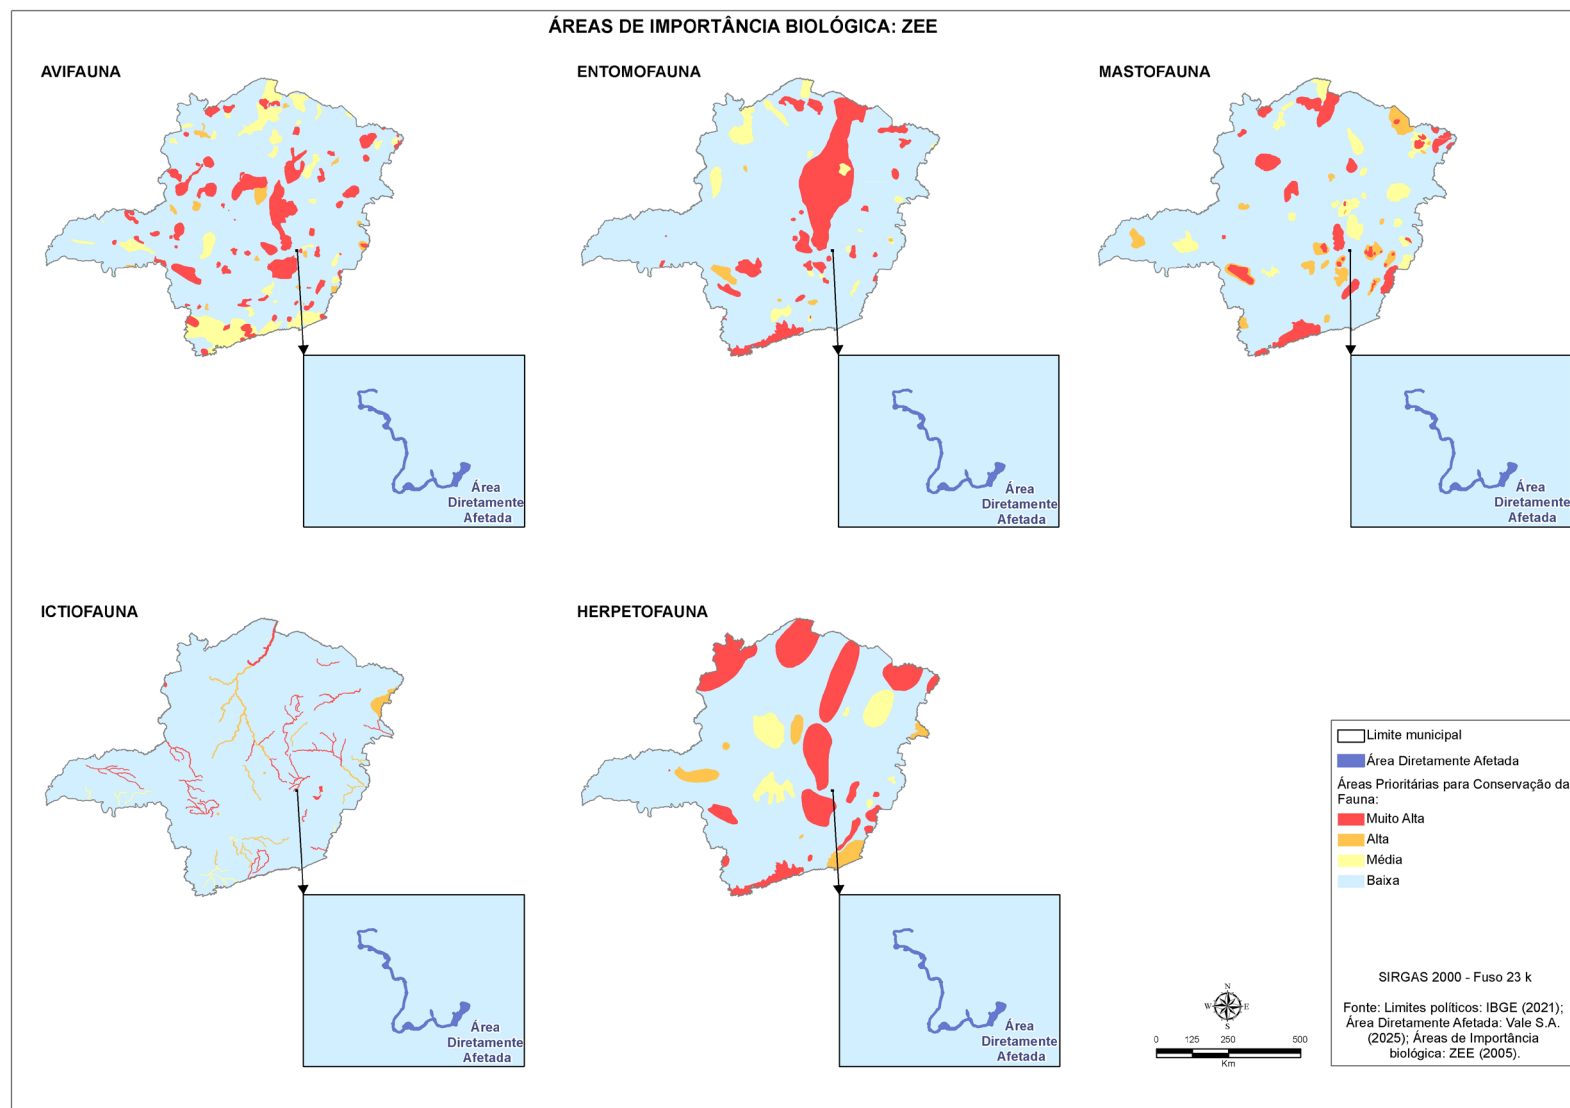 ÁREAS DE IMPORTÂNCIA BIOLÓGICA: ZEE
AVIFAUNA
ENTOMOFAUNA
MASTOFAUNA
Área
Diretamente
Afetada
Área
Diretamente
Afetada
Área
Diretamente
Afetada
ICTIOFAUNA
HERPETOFAUNA
Área
Diretamente
Afetada
Área
Diretamente
Afetada
Limite municipal
Área Diretamente Afetada
Áreas Prioritárias para Conservação da
Fauna:
Muito Alta
Alta
Média
Baixa
SIRGAS 2000 - Fuso 23 k
Fonte: Limites políticos: IBGE (2021);
Área Diretamente Afetada: Vale S.A.
(2025); Áreas de Importância
biológica: ZEE (2005).
N
W E
S
0 125 250 500
Km